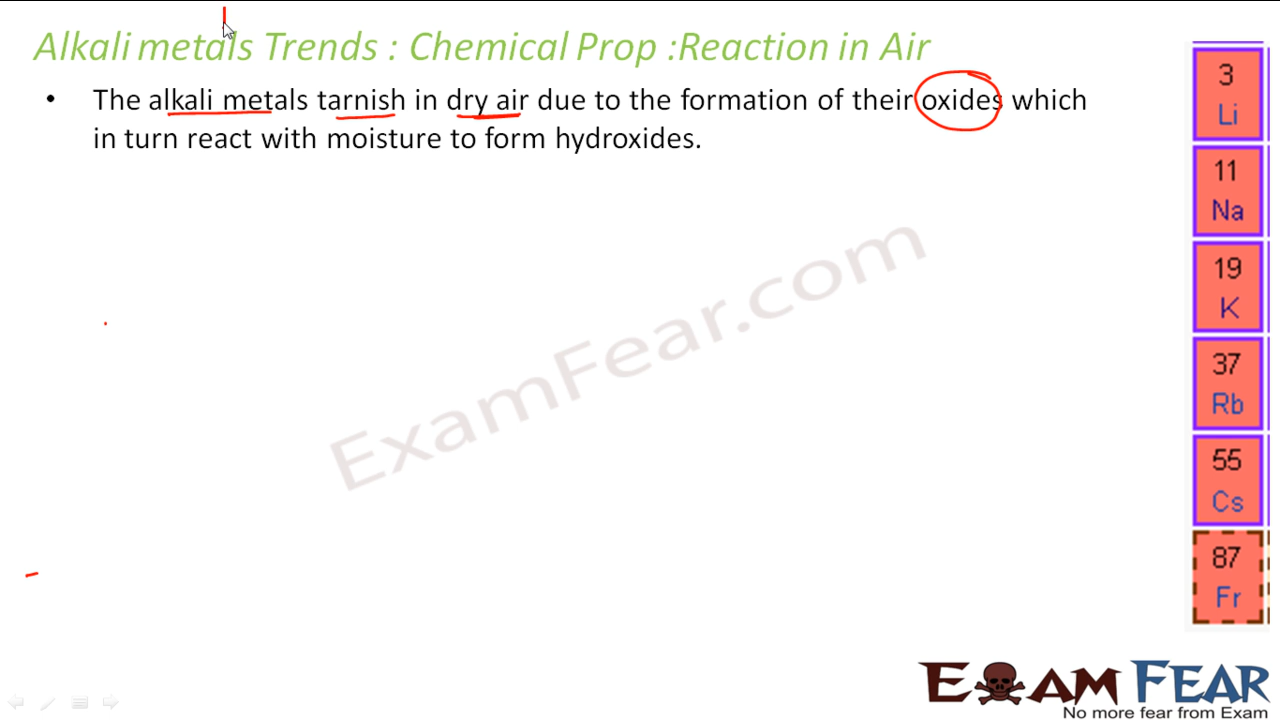 Alkali metals Trends : Chemical Prop :Reaction in Air
• The alkali metals tarnish in dry air due to the formation of their oxides which
in turn react with moisture to form hydroxides.
3
Li
11
Na
19
K
37
Rb
55
Cs
87
Fr
ExamFear.com
EXAM FEAR
No more fear from Exam